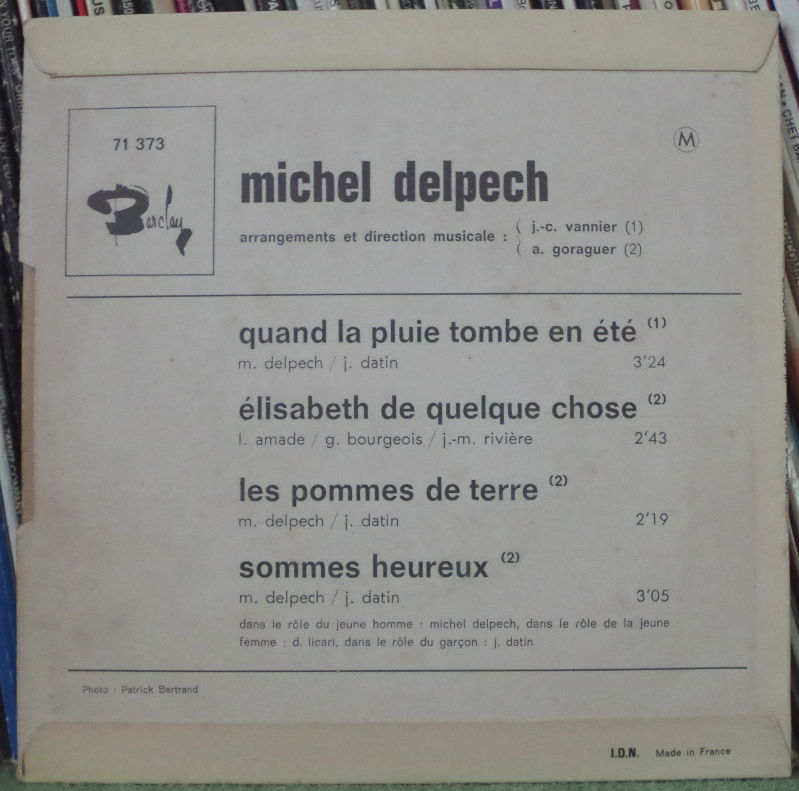 71 373
Barclay
M
michel delpech
arrangements et direction musicale : ( j.-c. vannier (1)
( a. goraguer (2)
quand la pluie tombe en été (1)
m. delpech / j. datin 3'24
élisabeth de quelque chose (2)
l. amade / g. bourgeois / j.-m. rivière 2'43
les pommes de terre (2)
m. delpech / j. datin 2'19
sommes heureux (2)
m. delpech / j. datin 3'05
dans le rôle du jeune homme : michel delpech, dans le rôle de la jeune
femme : d. licari, dans le rôle du garçon : j. datin
Photo : Patrick Bertrand
I.D.N. Made in France